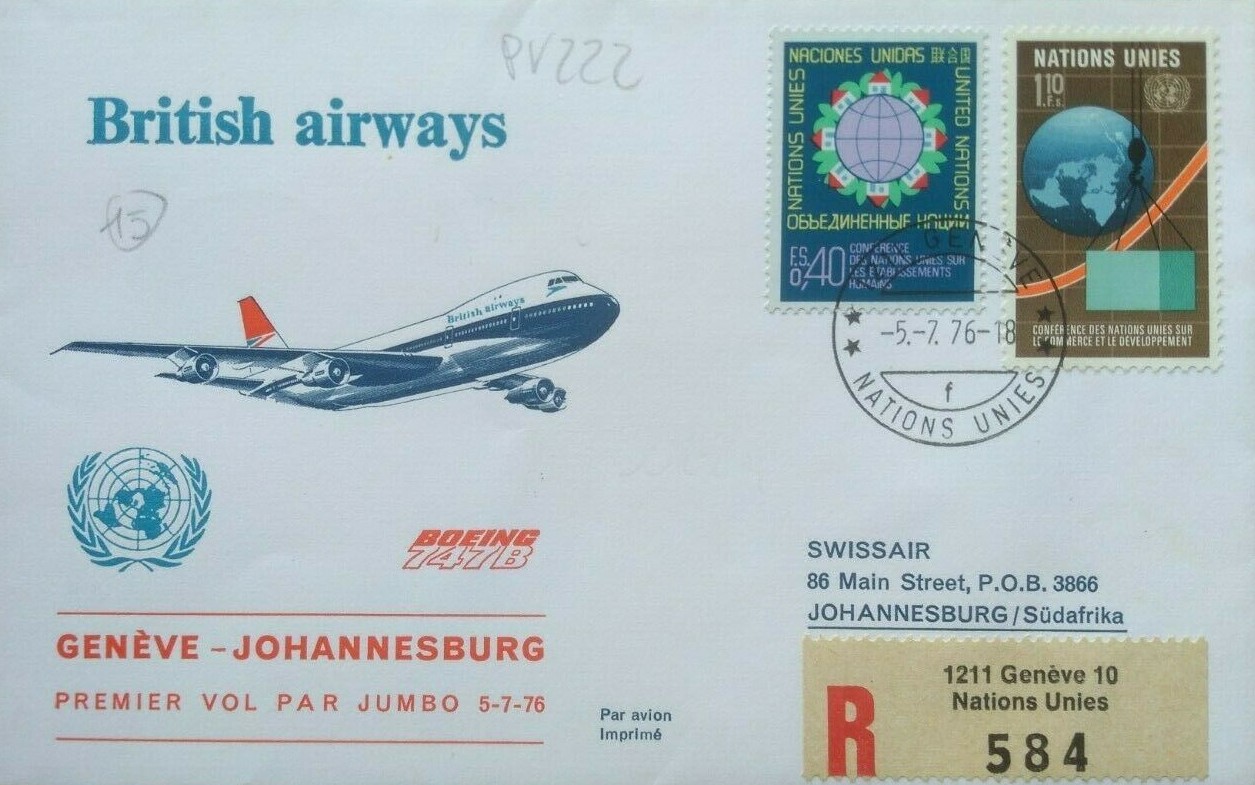 PV222
British airways
15
British airways
BOEING
747B
GENÈVE – JOHANNESBURG
PREMIER VOL PAR JUMBO 5-7-76
Par avion
Imprimé
NACIONES UNIDAS 聯合國
NATIONS UNIES
UNITED NATIONS
ОБЪЕДИНЕННЫЕ НАЦИИ
F.S.
0,40
CONFÉRENCE
DES NATIONS UNIES SUR
LES ÉTABLISSEMENTS
HUMAINS
NATIONS UNIES
1.10
F.s.
CONFÉRENCE DES NATIONS UNIES SUR
LE COMMERCE ET LE DÉVELOPPEMENT
GENÈVE
-5.-7. 76-18
f
NATIONS UNIES
SWISSAIR
86 Main Street, P.O.B. 3866
JOHANNESBURG/Südafrika
R
1211 Genève 10
Nations Unies
584